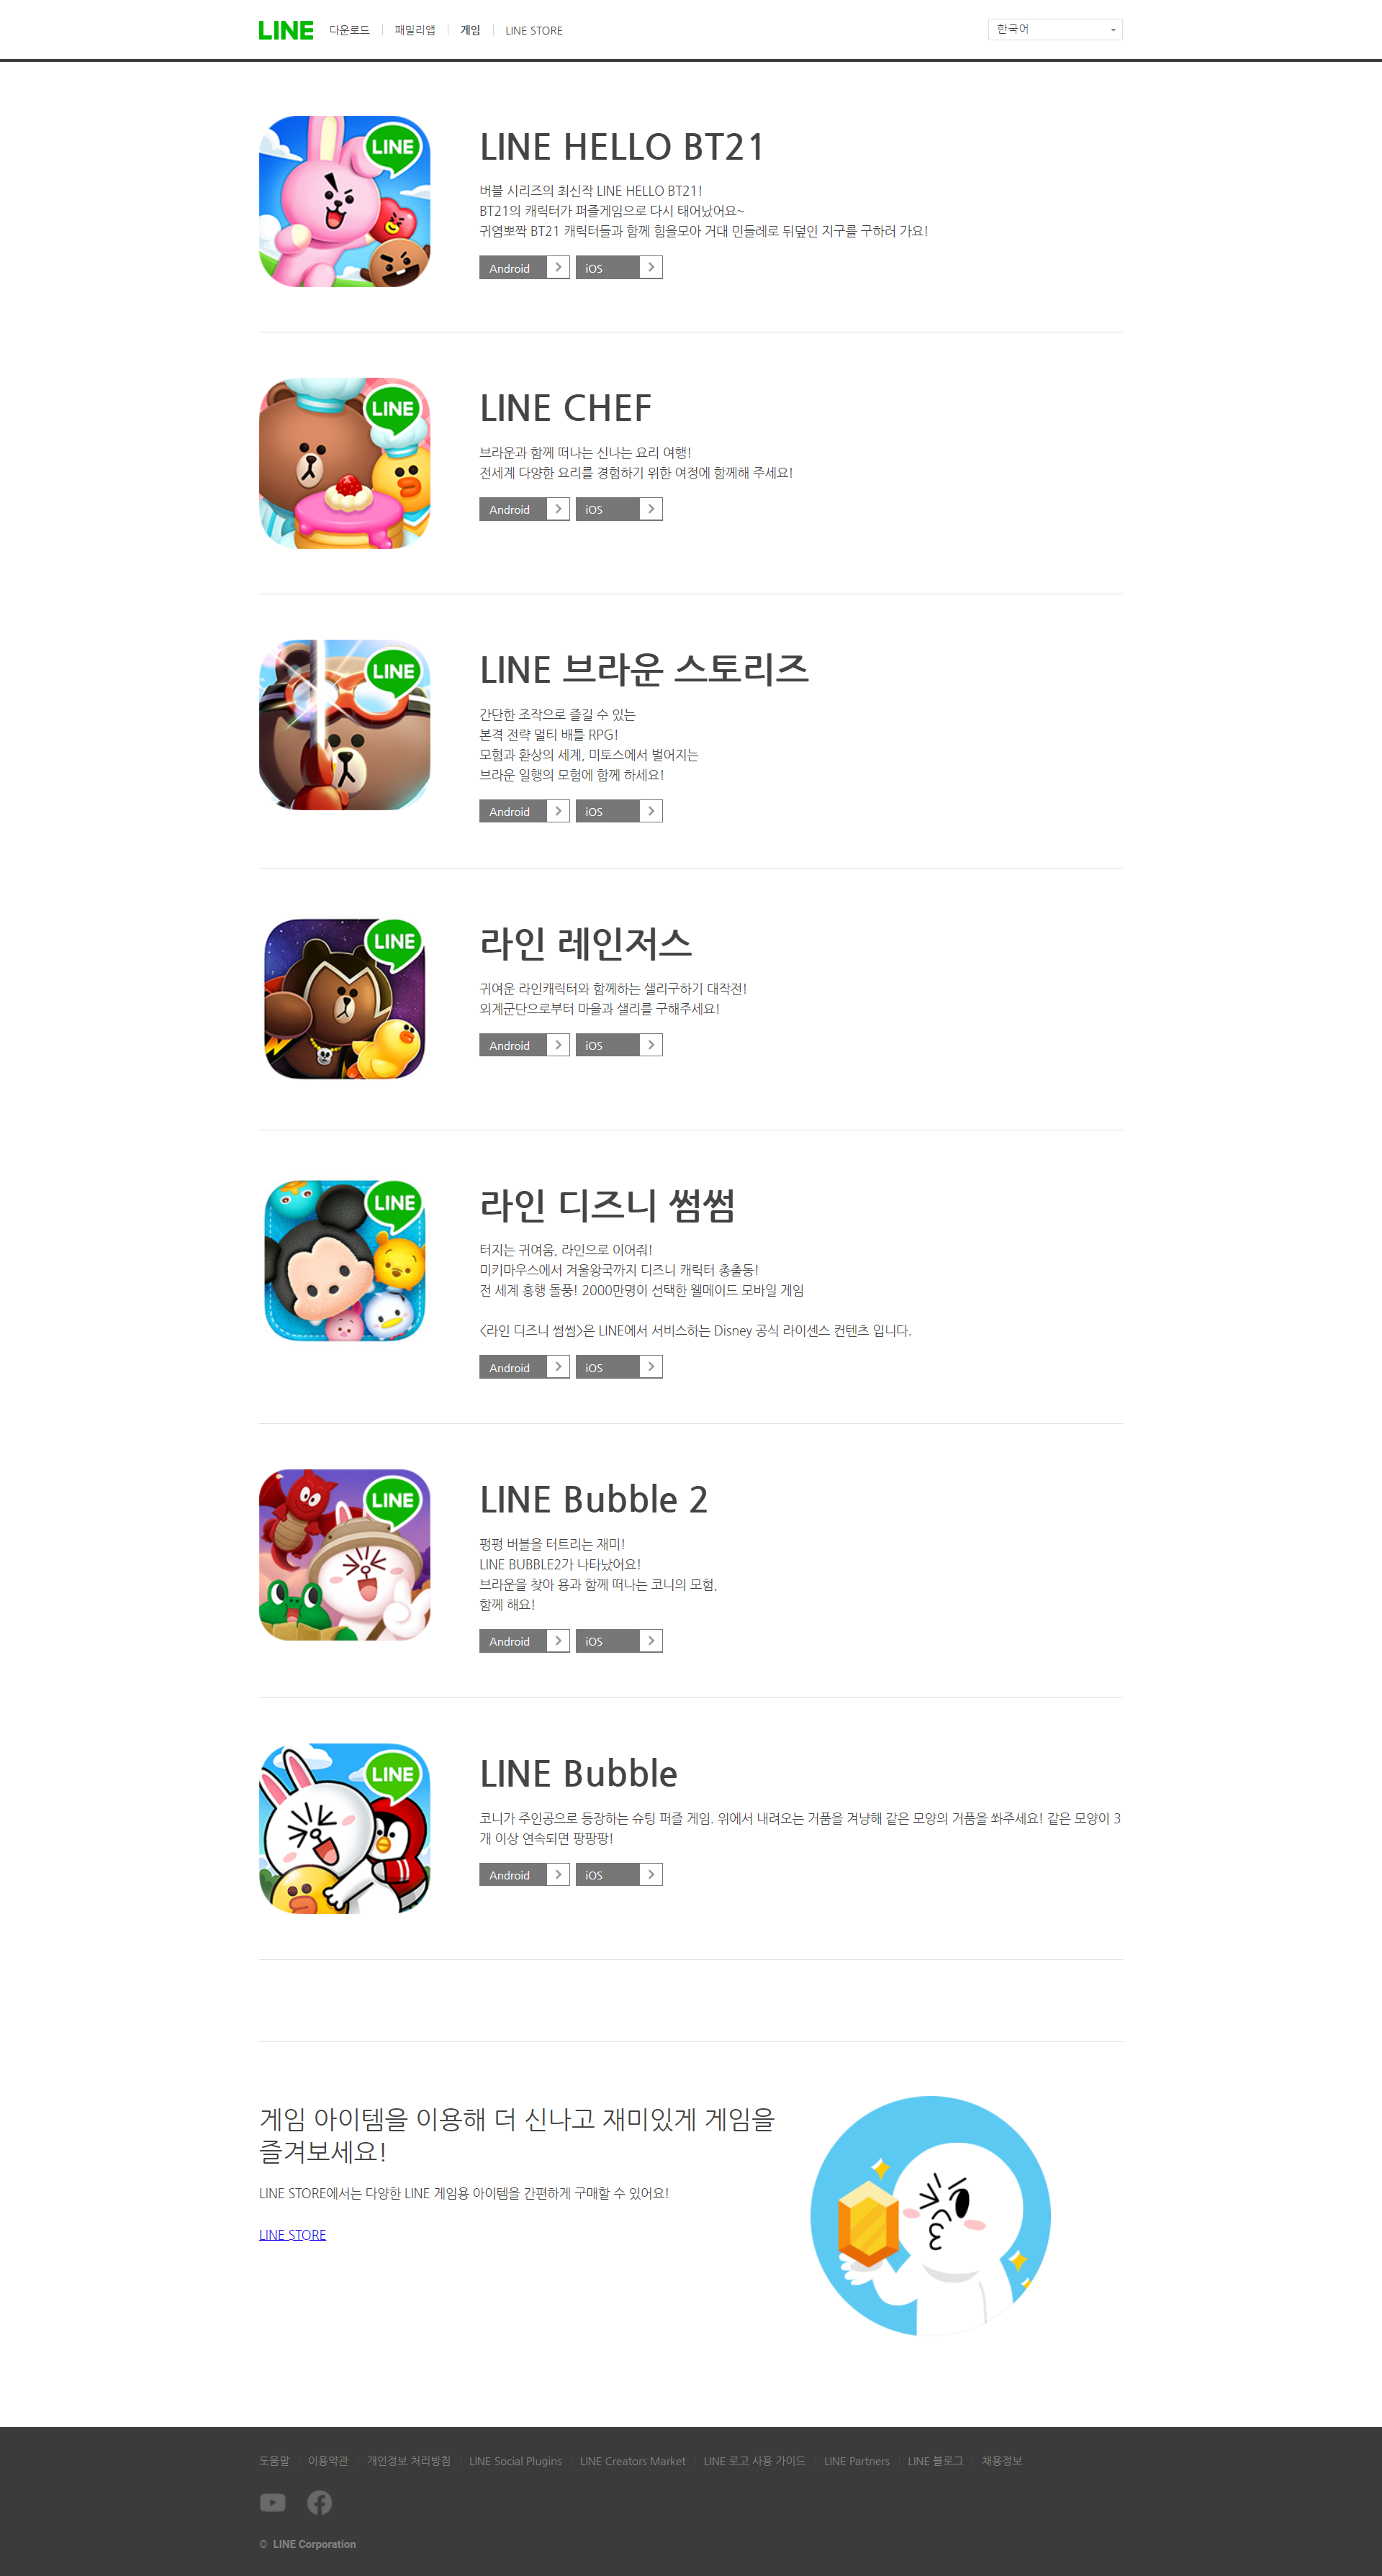 LINE 다운로드 패밀리앱 게임 LINE STORE 한국어
LINE
LINE HELLO BT21
버블 시리즈의 최신작 LINE HELLO BT21!
BT21의 캐릭터가 퍼즐게임으로 다시 태어났어요~
귀염뽀짝 BT21 캐릭터들과 함께 힘을모아 거대 민들레로 뒤덮인 지구를 구하러 가요!
Android iOS
LINE
LINE CHEF
브라운과 함께 떠나는 신나는 요리 여행!
전세계 다양한 요리를 경험하기 위한 여정에 함께해 주세요!
Android iOS
LINE
LINE 브라운 스토리즈
간단한 조작으로 즐길 수 있는
본격 전략 멀티 배틀 RPG!
모험과 환상의 세계, 미토스에서 벌어지는
브라운 일행의 모험에 함께 하세요!
Android iOS
LINE
라인 레인저스
귀여운 라인캐릭터와 함께하는 샐리구하기 대작전!
외계군단으로부터 마을과 샐리를 구해주세요!
Android iOS
LINE
라인 디즈니 썸썸
터지는 귀여움, 라인으로 이어줘!
미키마우스에서 겨울왕국까지 디즈니 캐릭터 총출동!
전 세계 흥행 돌풍! 2000만명이 선택한 웰메이드 모바일 게임
<라인 디즈니 썸썸>은 LINE에서 서비스하는 Disney 공식 라이센스 컨텐츠 입니다.
Android iOS
LINE
LINE Bubble 2
펑펑 버블을 터트리는 재미!
LINE BUBBLE2가 나타났어요!
브라운을 찾아 용과 함께 떠나는 코니의 모험,
함께 해요!
Android iOS
LINE
LINE Bubble
코니가 주인공으로 등장하는 슈팅 퍼즐 게임. 위에서 내려오는 거품을 겨냥해 같은 모양의 거품을 쏴주세요! 같은 모양이 3
개 이상 연속되면 팡팡팡!
Android iOS
게임 아이템을 이용해 더 신나고 재미있게 게임을
즐겨보세요!
LINE STORE에서는 다양한 LINE 게임용 아이템을 간편하게 구매할 수 있어요!
LINE STORE
도움말 이용약관 개인정보 처리방침 LINE Social Plugins LINE Creators Market LINE 로고 사용 가이드 LINE Partners LINE 블로그 채용정보
© LINE Corporation